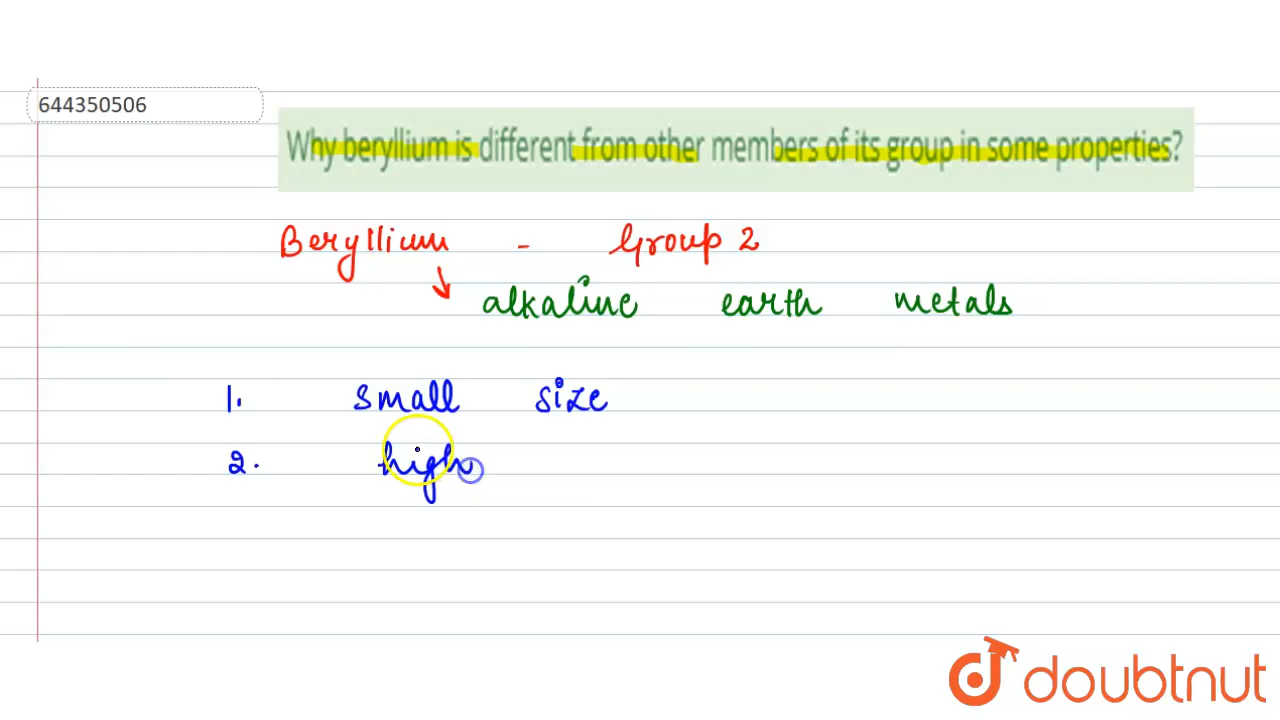 644350506
Why beryllium is different from other members of its group in some properties?
Beryllium - Group 2
alkaline earth metals
1. small size
2. high
doubtnut